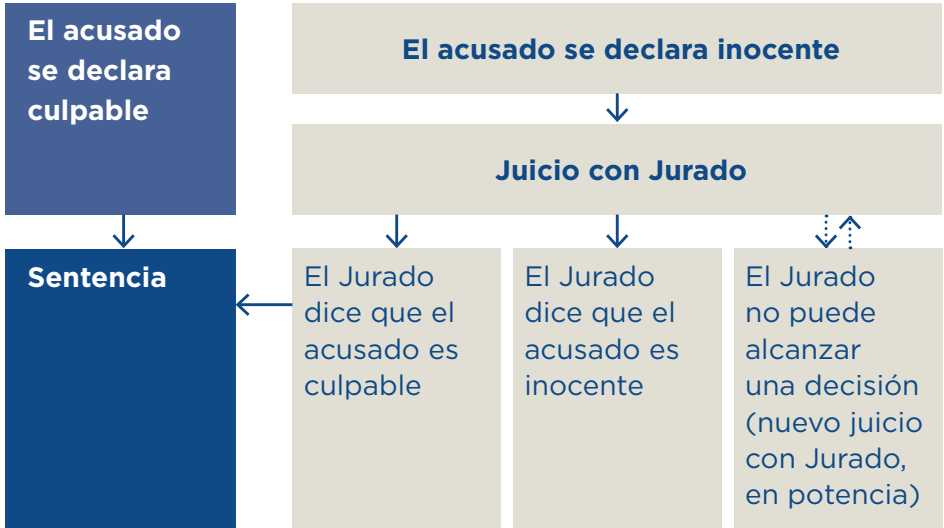 El acusado
se declara
culpable
El acusado se declara inocente
Juicio con Jurado
Sentencia
El Jurado
dice que el
acusado es
culpable
El Jurado
dice que el
acusado es
inocente
El Jurado
no puede
alcanzar
una decisión
(nuevo juicio
con Jurado,
en potencia)